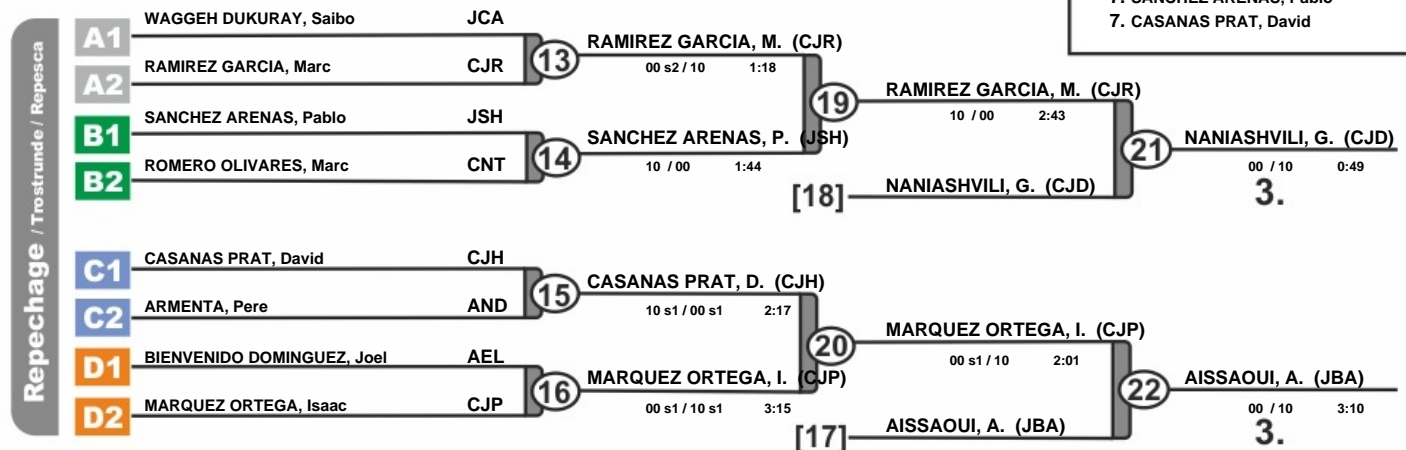 7. SANCHEZ ARENAS, Pablo
7. CASANAS PRAT, David
Repechage / Trostrunde / Repesca
A1 WAGGEH DUKURAY, Saibo JCA
A2 RAMIREZ GARCIA, Marc CJR
13 RAMIREZ GARCIA, M. (CJR)
00 s2 / 10 1:18
B1 SANCHEZ ARENAS, Pablo JSH
B2 ROMERO OLIVARES, Marc CNT
14 SANCHEZ ARENAS, P. (JSH)
10 / 00 1:44
19 RAMIREZ GARCIA, M. (CJR)
10 / 00 2:43
[18] NANIASHVILI, G. (CJD)
21 NANIASHVILI, G. (CJD)
00 / 10 0:49
3.
C1 CASANAS PRAT, David CJH
C2 ARMENTA, Pere AND
15 CASANAS PRAT, D. (CJH)
10 s1 / 00 s1 2:17
D1 BIENVENIDO DOMINGUEZ, Joel AEL
D2 MARQUEZ ORTEGA, Isaac CJP
16 MARQUEZ ORTEGA, I. (CJP)
00 s1 / 10 s1 3:15
20 MARQUEZ ORTEGA, I. (CJP)
00 s1 / 10 2:01
[17] AISSAOUI, A. (JBA)
22 AISSAOUI, A. (JBA)
00 / 10 3:10
3.